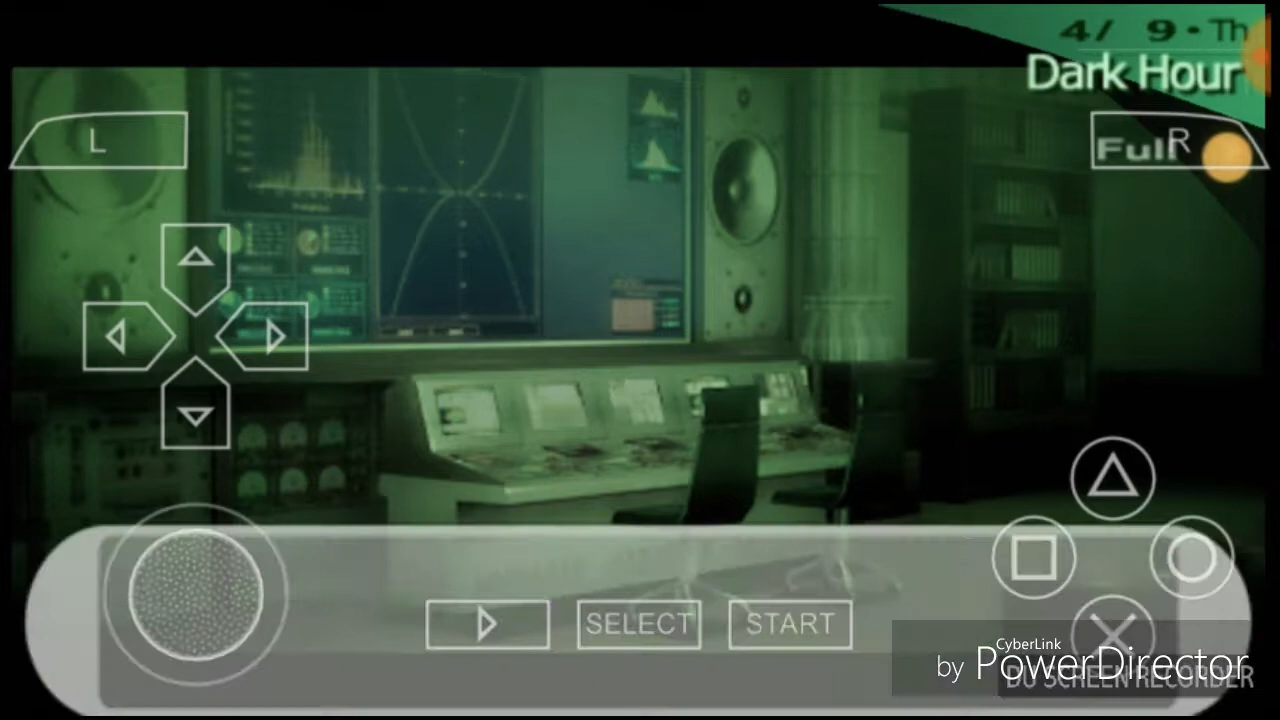 4/ 9・Th
Dark Hour
L
Full
R
SELECT
START
CyberLink
by PowerDirector
DU SCREEN RECORDER